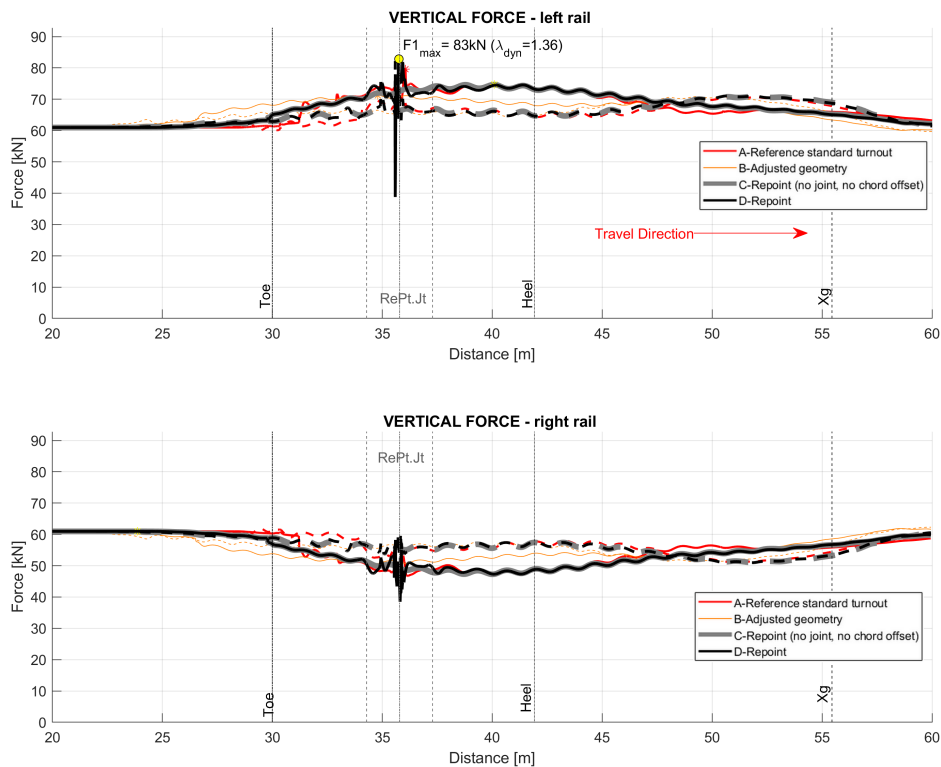 VERTICAL FORCE - left rail
F1max= 83kN (λdyn=1.36)
90
80
70
60
50
40
30
20
10
0
Force [kN]
A-Reference standard turnout
B-Adjusted geometry
C-Repoint (no joint, no chord offset)
D-Repoint
Travel Direction
Toe
RePt.Jt
Heel
Xg
20 25 30 35 40 45 50 55 60
Distance [m]
VERTICAL FORCE - right rail
RePt.Jt
90
80
70
60
50
40
30
20
10
0
Force [kN]
A-Reference standard turnout
B-Adjusted geometry
C-Repoint (no joint, no chord offset)
D-Repoint
Toe
Heel
Xg
20 25 30 35 40 45 50 55 60
Distance [m]